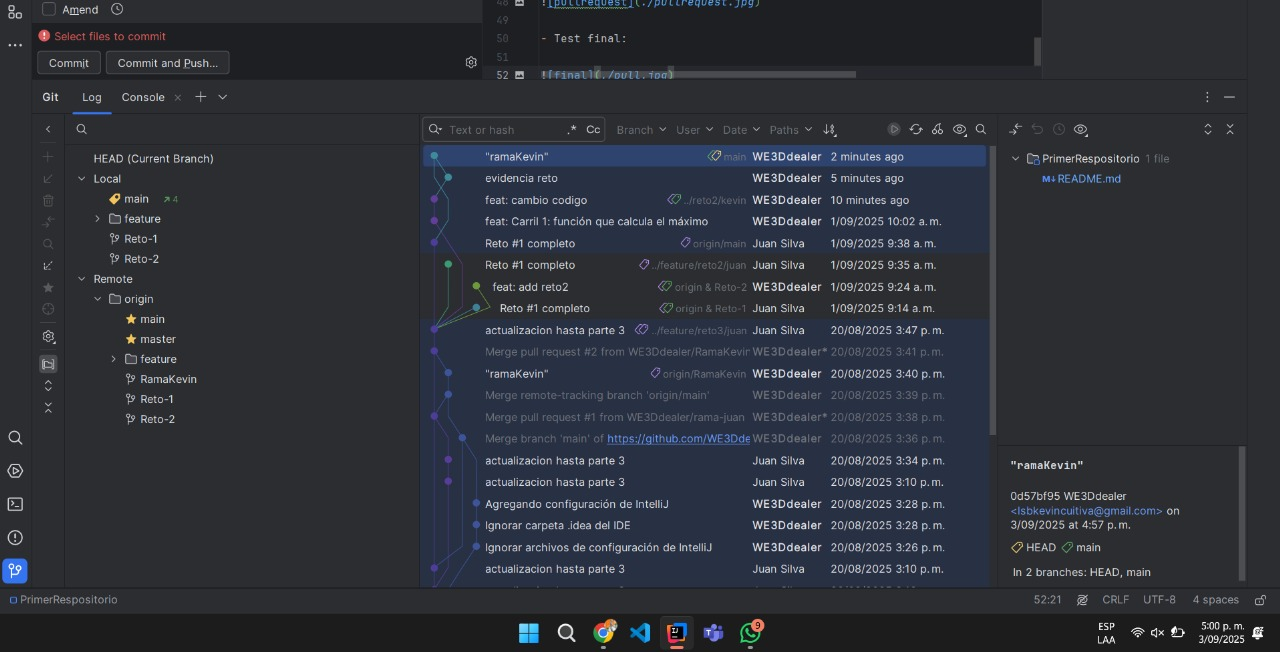 Amend
Select files to commit
Commit
Commit and Push...
48
![pullrequest](./pullrequest.jpg)
49
50
- Test final:
51
52
![final](./pull.jpg)
Git
Log
Console
HEAD (Current Branch)
Local
main 4
feature
Reto-1
Reto-2
Remote
origin
main
master
feature
RamaKevin
Reto-1
Reto-2
Text or hash .* Cc Branch User Date Paths
"ramaKevin" main WE3Ddealer 2 minutes ago
evidencia reto WE3Ddealer 5 minutes ago
feat: cambio codigo ../reto2/kevin WE3Ddealer 10 minutes ago
feat: Carril 1: función que calcula el máximo WE3Ddealer 1/09/2025 10:02 a. m.
Reto #1 completo origin/main Juan Silva 1/09/2025 9:38 a. m.
Reto #1 completo ../feature/reto2/juan Juan Silva 1/09/2025 9:35 a. m.
feat: add reto2 origin & Reto-2 WE3Ddealer 1/09/2025 9:24 a. m.
Reto #1 completo origin & Reto-1 Juan Silva 1/09/2025 9:14 a. m.
actualizacion hasta parte 3 ../feature/reto3/juan Juan Silva 20/08/2025 3:47 p. m.
Merge pull request #2 from WE3Ddealer/RamaKevin WE3Ddealer* 20/08/2025 3:41 p. m.
"ramaKevin" origin/RamaKevin WE3Ddealer 20/08/2025 3:40 p. m.
Merge remote-tracking branch 'origin/main' WE3Ddealer 20/08/2025 3:39 p. m.
Merge pull request #1 from WE3Ddealer/rama-juan WE3Ddealer* 20/08/2025 3:38 p. m.
Merge branch 'main' of https://github.com/WE3Dde WE3Ddealer 20/08/2025 3:36 p. m.
actualizacion hasta parte 3 Juan Silva 20/08/2025 3:34 p. m.
actualizacion hasta parte 3 Juan Silva 20/08/2025 3:10 p. m.
Agregando configuración de IntelliJ WE3Ddealer 20/08/2025 3:28 p. m.
Ignorar carpeta .idea del IDE WE3Ddealer 20/08/2025 3:28 p. m.
Ignorar archivos de configuración de IntelliJ WE3Ddealer 20/08/2025 3:26 p. m.
actualizacion hasta parte 3 Juan Silva 20/08/2025 3:10 p. m.
PrimerRespositorio 1 file
M↓ README.md
"ramaKevin"
0d57bf95 WE3Ddealer
<lsbkevincuitiva@gmail.com> on
3/09/2025 at 4:57 p. m.
HEAD main
In 2 branches: HEAD, main
PrimerRespositorio
52:21 CRLF UTF-8 4 spaces
9
ESP
LAA
5:00 p. m.
3/09/2025